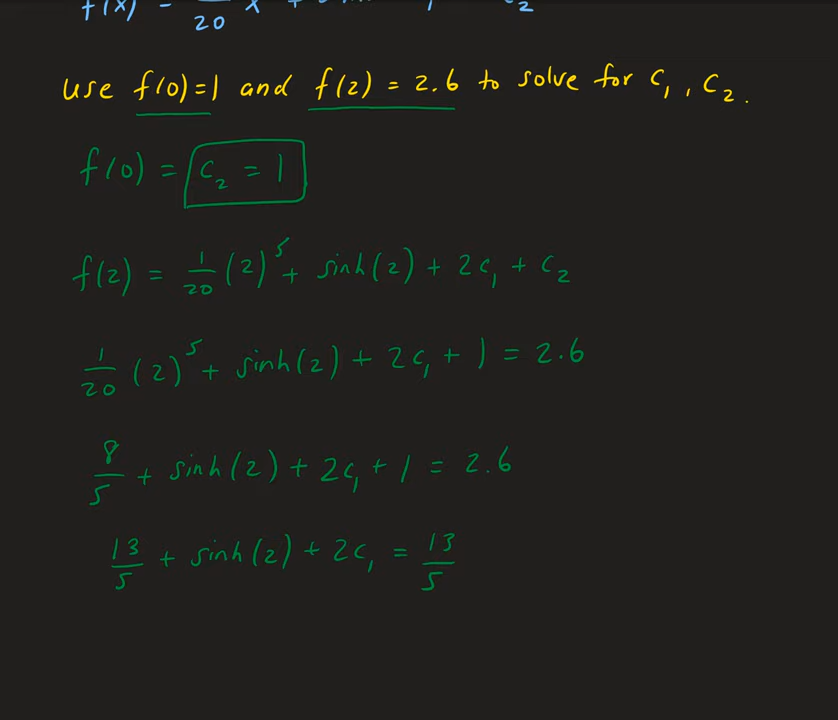 f(x) = 20 x + C₂
Use f(0)=1 and f(2) = 2.6 to solve for C₁, C₂.
f(0) = C₂ = 1
f(2) = 1/20 (2)⁵ + sinh(2) + 2C₁ + C₂
1/20 (2)⁵ + sinh(2) + 2C₁ + 1 = 2.6
8/5 + sinh(2) + 2C₁ + 1 = 2.6
13/5 + sinh(2) + 2C₁ = 13/5